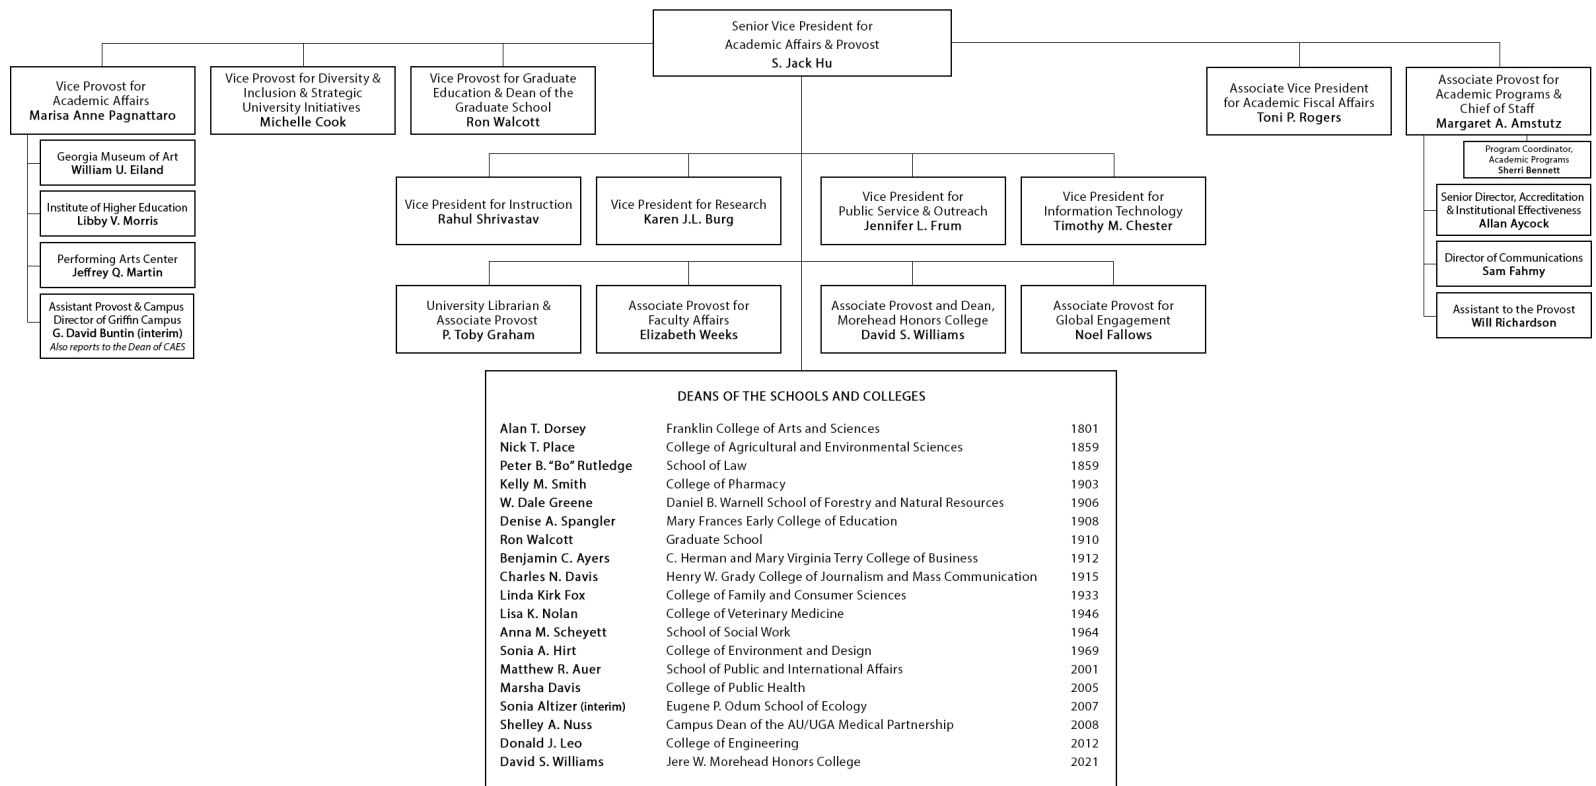 Senior Vice President for
Academic Affairs & Provost
S. Jack Hu
Vice Provost for
Academic Affairs
Marisa Anne Pagnattaro
Vice Provost for Diversity &
Inclusion & Strategic
University Initiatives
Michelle Cook
Vice Provost for Graduate
Education & Dean of the
Graduate School
Ron Walcott
Associate Vice President
for Academic Fiscal Affairs
Toni P. Rogers
Associate Provost for
Academic Programs &
Chief of Staff
Margaret A. Amstutz
Georgia Museum of Art
William U. Eiland
Institute of Higher Education
Libby V. Morris
Performing Arts Center
Jeffrey Q. Martin
Assistant Provost & Campus
Director of Griffin Campus
G. David Buntin (interim)
Also reports to the Dean of CAES
Program Coordinator,
Academic Programs
Sherri Bennett
Senior Director, Accreditation
& Institutional Effectiveness
Allan Aycock
Director of Communications
Sam Fahmy
Assistant to the Provost
Will Richardson
Vice President for Instruction
Rahul Shrivastav
Vice President for Research
Karen J.L. Burg
Vice President for
Public Service & Outreach
Jennifer L. Frum
Vice President for
Information Technology
Timothy M. Chester
University Librarian &
Associate Provost
P. Toby Graham
Associate Provost for
Faculty Affairs
Elizabeth Weeks
Associate Provost and Dean,
Morehead Honors College
David S. Williams
Associate Provost for
Global Engagement
Noel Fallows
DEANS OF THE SCHOOLS AND COLLEGES
Alan T. Dorsey Franklin College of Arts and Sciences 1801
Nick T. Place College of Agricultural and Environmental Sciences 1859
Peter B. “Bo” Rutledge School of Law 1859
Kelly M. Smith College of Pharmacy 1903
W. Dale Greene Daniel B. Warnell School of Forestry and Natural Resources 1906
Denise A. Spangler Mary Frances Early College of Education 1908
Ron Walcott Graduate School 1910
Benjamin C. Ayers C. Herman and Mary Virginia Terry College of Business 1912
Charles N. Davis Henry W. Grady College of Journalism and Mass Communication 1915
Linda Kirk Fox College of Family and Consumer Sciences 1933
Lisa K. Nolan College of Veterinary Medicine 1946
Anna M. Scheyett School of Social Work 1964
Sonia A. Hirt College of Environment and Design 1969
Matthew R. Auer School of Public and International Affairs 2001
Marsha Davis College of Public Health 2005
Sonia Altizer (interim) Eugene P. Odum School of Ecology 2007
Shelley A. Nuss Campus Dean of the AU/UGA Medical Partnership 2008
Donald J. Leo College of Engineering 2012
David S. Williams Jere W. Morehead Honors College 2021